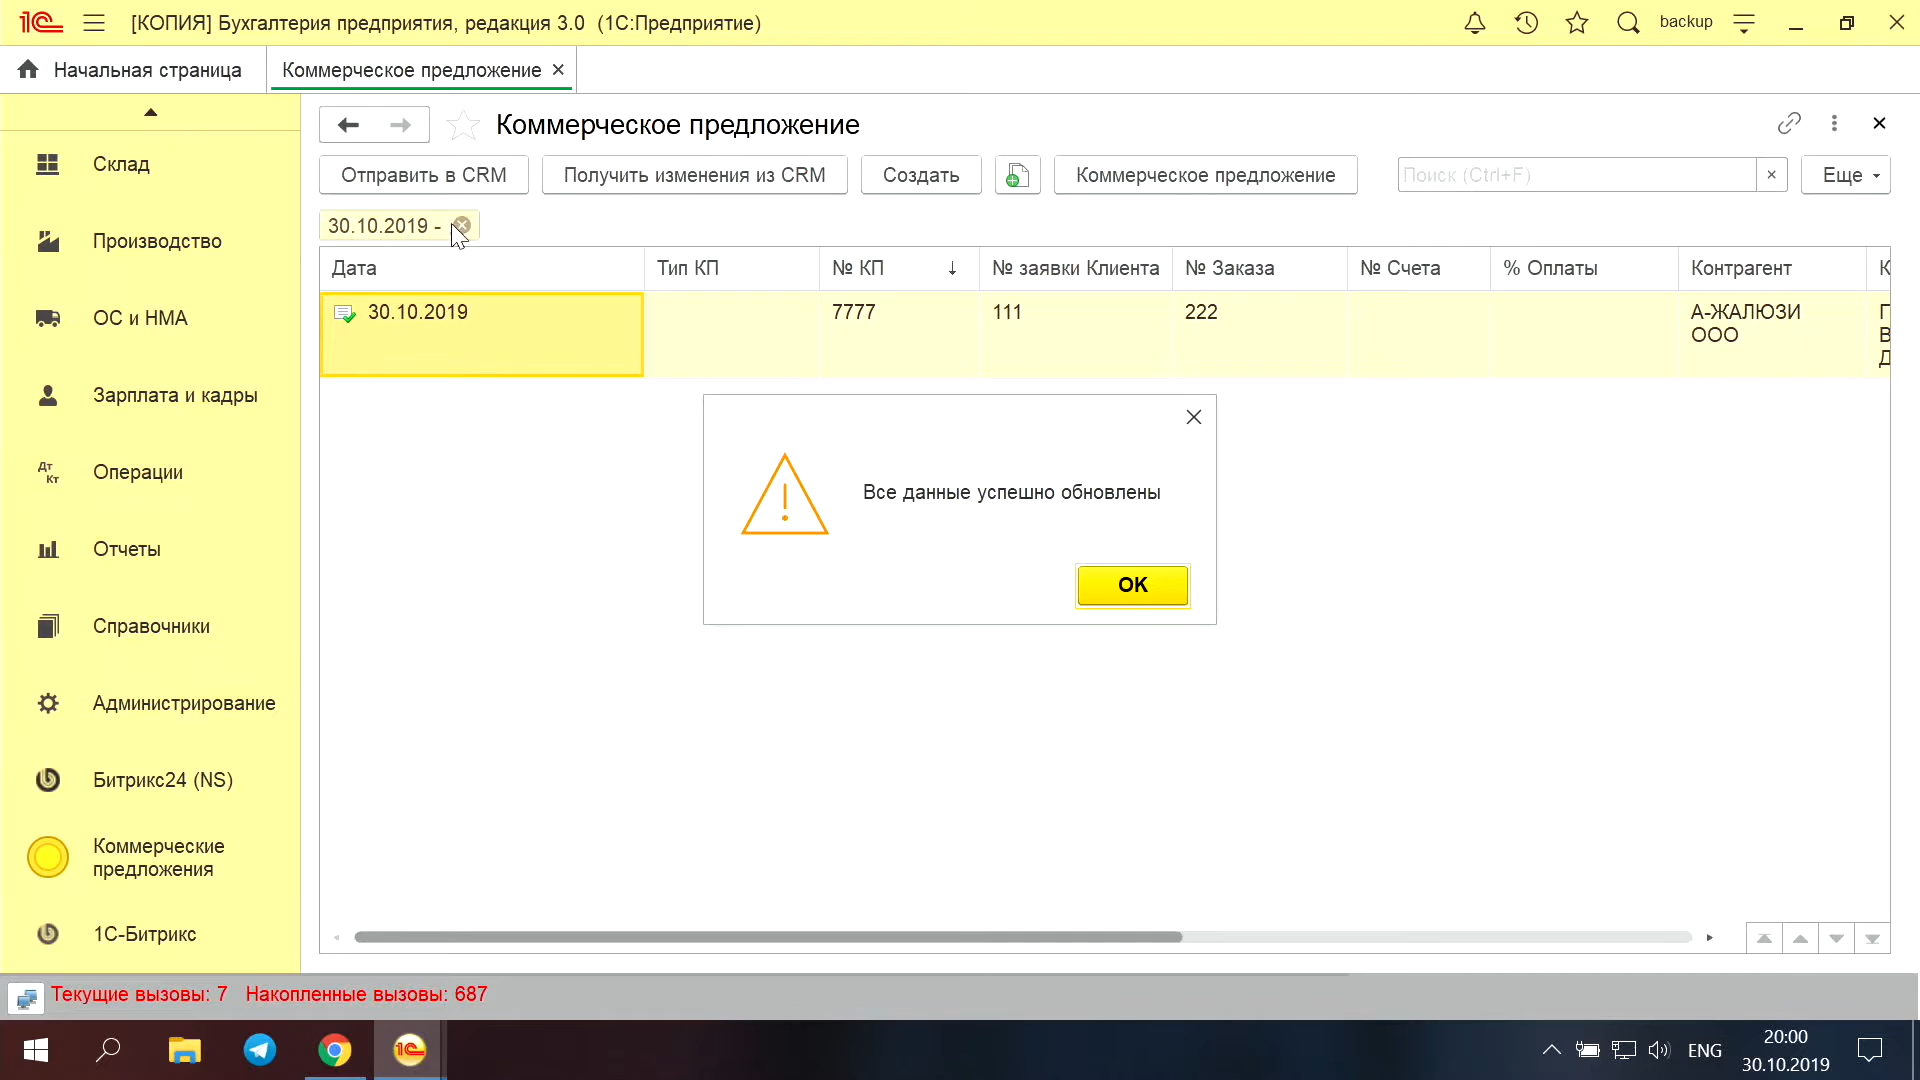 [КОПИЯ] Бухгалтерия предприятия, редакция 3.0 (1С:Предприятие)
backup
Начальная страница
Коммерческое предложение
Коммерческое предложение
Отправить в CRM
Получить изменения из CRM
Создать
Коммерческое предложение
Поиск (Ctrl+F)
Еще
30.10.2019 -
Дата
Тип КП
№ КП
№ заявки Клиента
№ Заказа
№ Счета
% Оплаты
Контрагент
К
30.10.2019
7777
111
222
А-ЖАЛЮЗИ
ООО
Г
В
Д
Все данные успешно обновлены
OK
Склад
Производство
ОС и НМА
Зарплата и кадры
Дт
Кт
Операции
Отчеты
Справочники
Администрирование
Битрикс24 (NS)
Коммерческие
предложения
1С-Битрикс
Текущие вызовы: 7 Накопленные вызовы: 687
ENG
20:00
30.10.2019